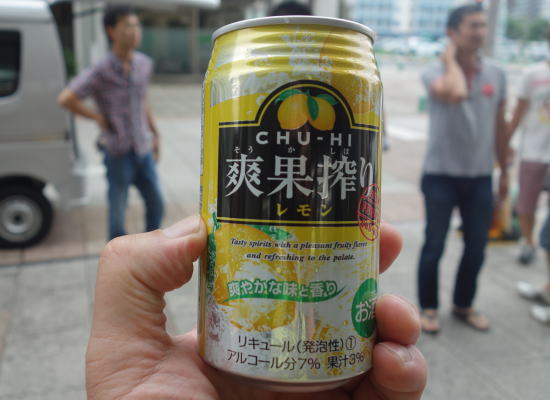 CHU-HI
そうかしぼ
爽果搾り
レモン
Tasty spirits with a pleasant fruity flavor
and refreshing to the palate.
爽やかな味と香り
お酒
リキュール(発泡性)①
アルコール分7% 果汁3%